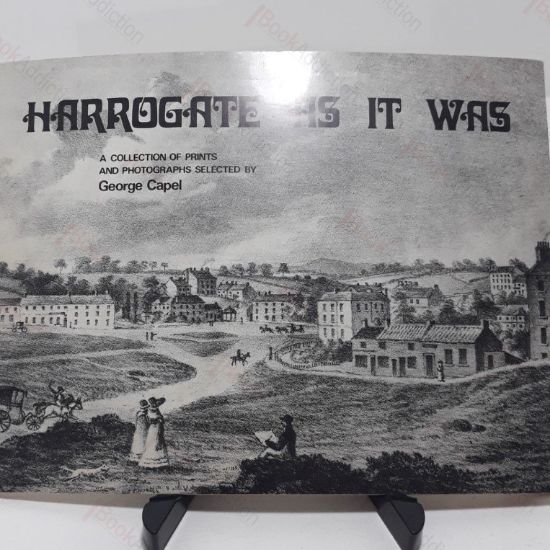 HARROGATE AS IT WAS
A COLLECTION OF PRINTS
AND PHOTOGRAPHS SELECTED BY
George Capel